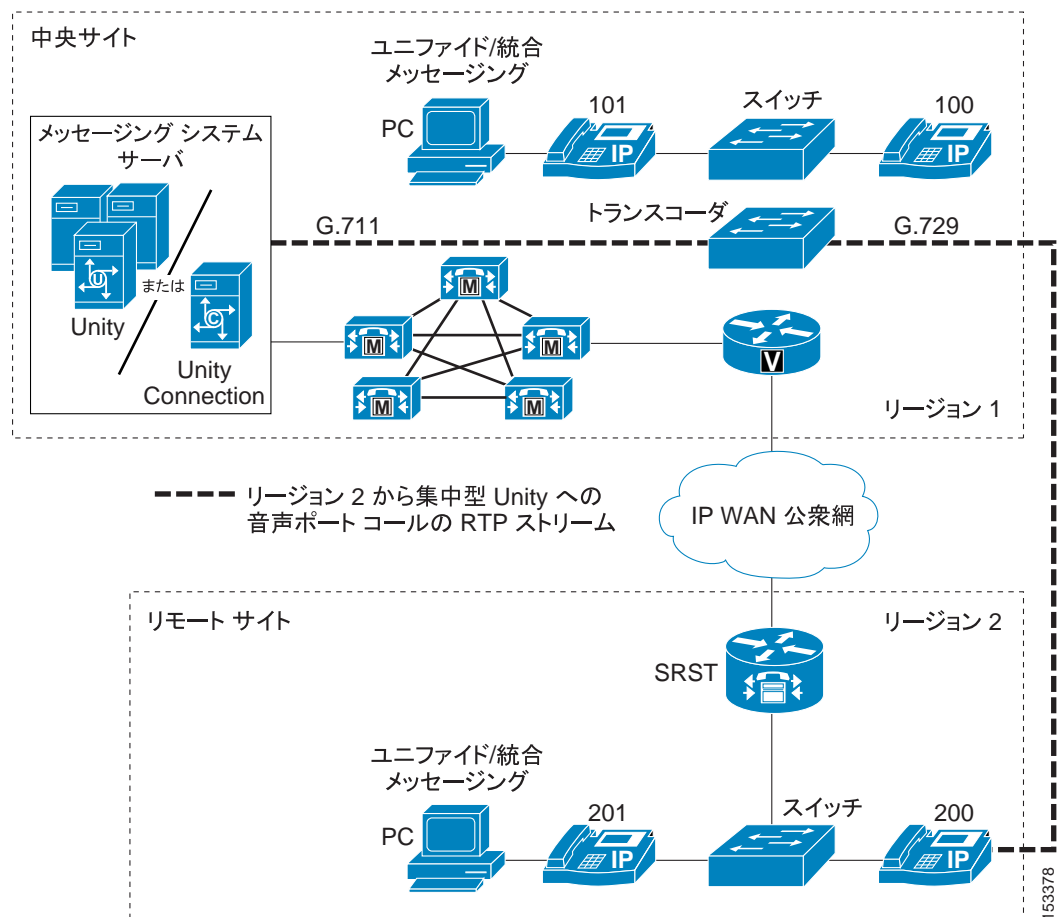 中央サイト
ユニファイド/統合
メッセージング
PC
101
スイッチ
100
IP
IP
メッセージング システム
サーバ
トランスコーダ
G.711
G.729
U
または
C
Unity
Unity
Connection
M
M
M
M
M
V
リージョン 1
リージョン 2 から集中型 Unity への
音声ポート コールの RTP ストリーム
IP WAN 公衆網
リモート サイト
リージョン 2
SRST
ユニファイド/統合
メッセージング
PC
201
スイッチ
200
IP
IP
153378